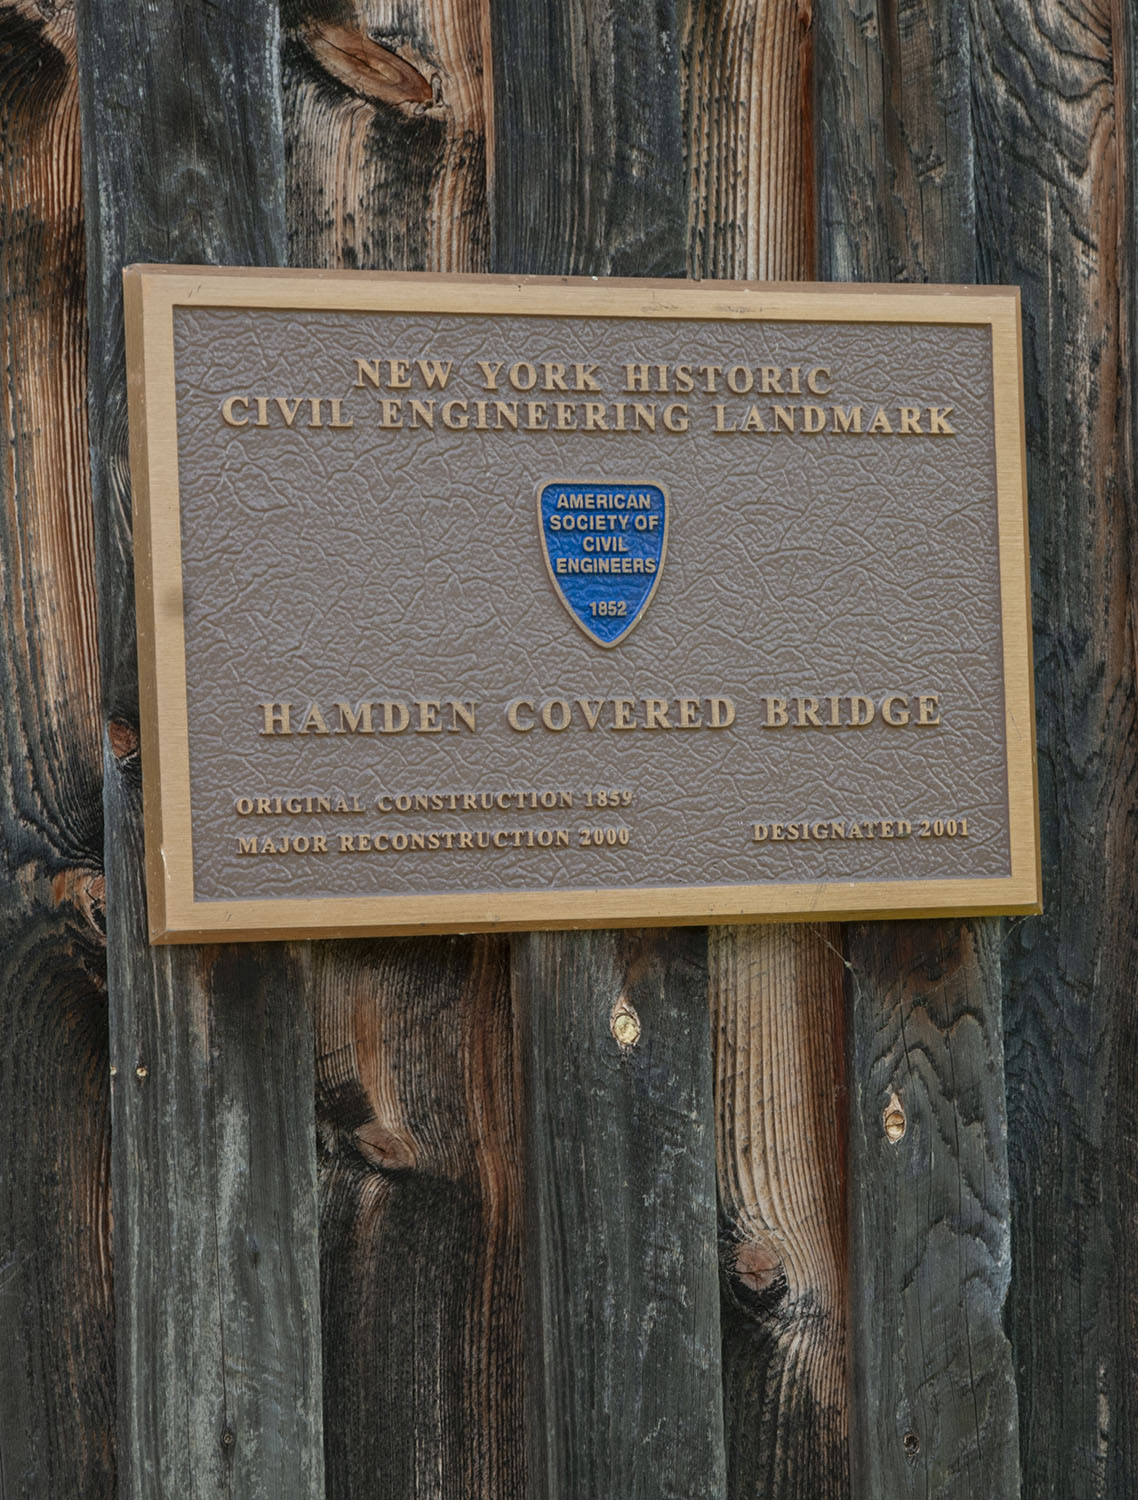 NEW YORK HISTORIC
CIVIL ENGINEERING LANDMARK
AMERICAN
SOCIETY OF
CIVIL
ENGINEERS
1852
HAMDEN COVERED BRIDGE
ORIGINAL CONSTRUCTION 1859
MAJOR RECONSTRUCTION 2000
DESIGNATED 2001